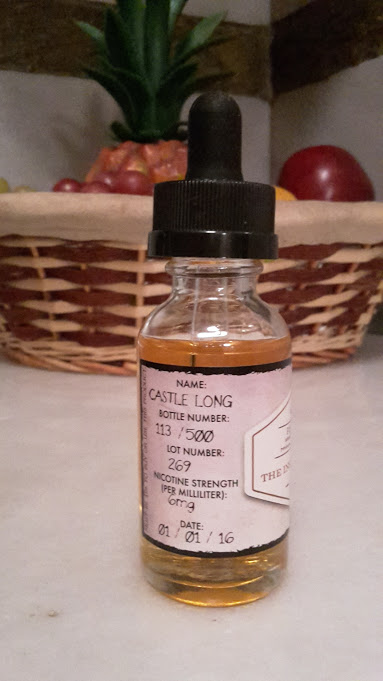 NAME:
CASTLE LONG
BOTTLE NUMBER:
113 / 500
LOT NUMBER:
269
NICOTINE STRENGTH
(PER MILLILITER):
6mg
DATE:
01 / 01 / 16
THE